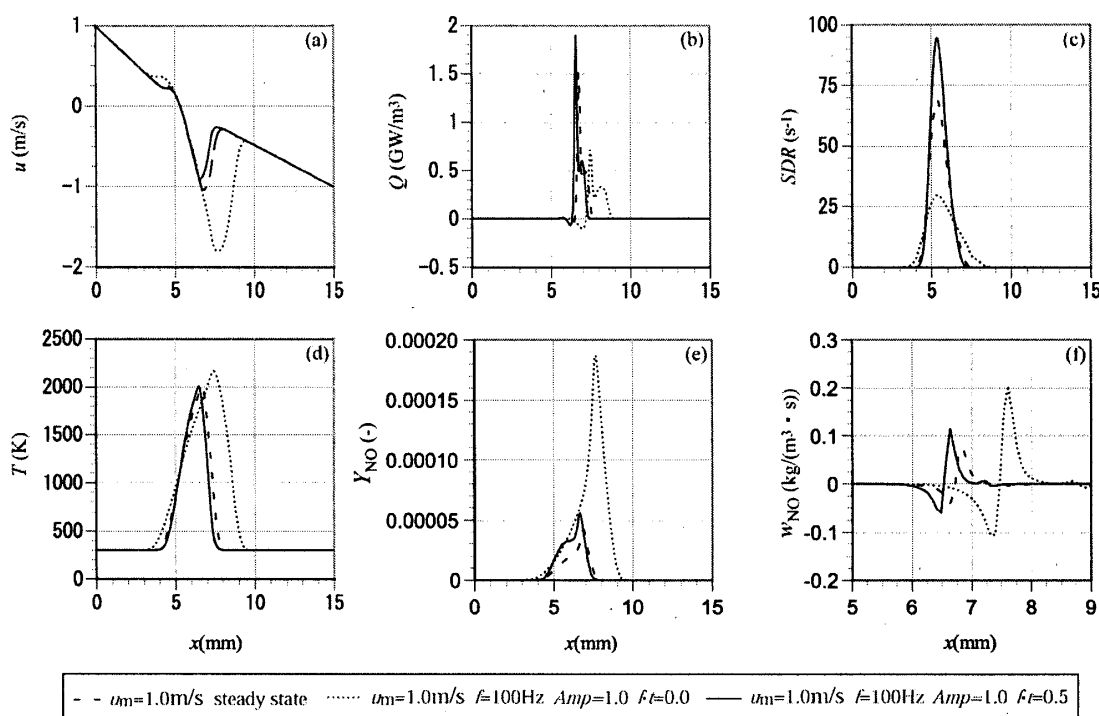 (a)
1
0
−1
−2
u (m/s)
0 5 10 15
(b)
2
1.5
1
0.5
0
−0.5
Q (GW/m³)
0 5 10 15
(c)
100
75
50
25
0
SDR (s⁻¹)
0 5 10 15
(d)
2500
2000
1500
1000
500
0
T (K)
0 5 10 15
x(mm)
(e)
0.00020
0.00015
0.00010
0.00005
0
Y_NO (-)
0 5 10 15
x(mm)
(f)
0.3
0.2
0.1
0
-0.1
-0.2
w_NO (kg/(m³・s))
5 6 7 8 9
x(mm)
um=1.0m/s steady state um=1.0m/s f=100Hz Amp=1.0 f·t=0.0 um=1.0m/s f=100Hz Amp=1.0 f·t=0.5